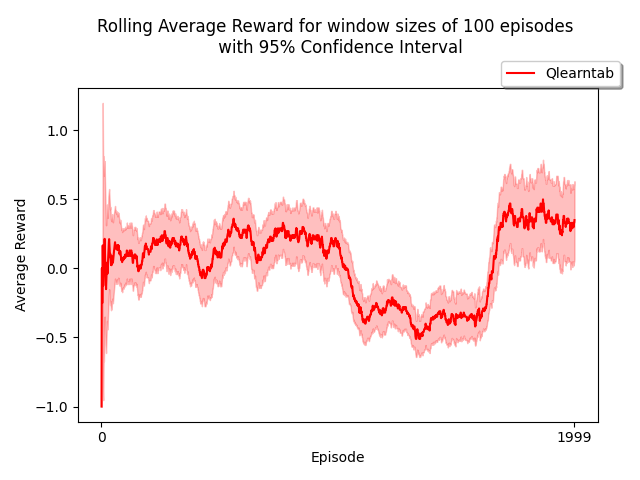 Rolling Average Reward for window sizes of 100 episodes
with 95% Confidence Interval
Qlearntab
1.0
0.5
0.0
−0.5
−1.0
Average Reward
0 1999
Episode